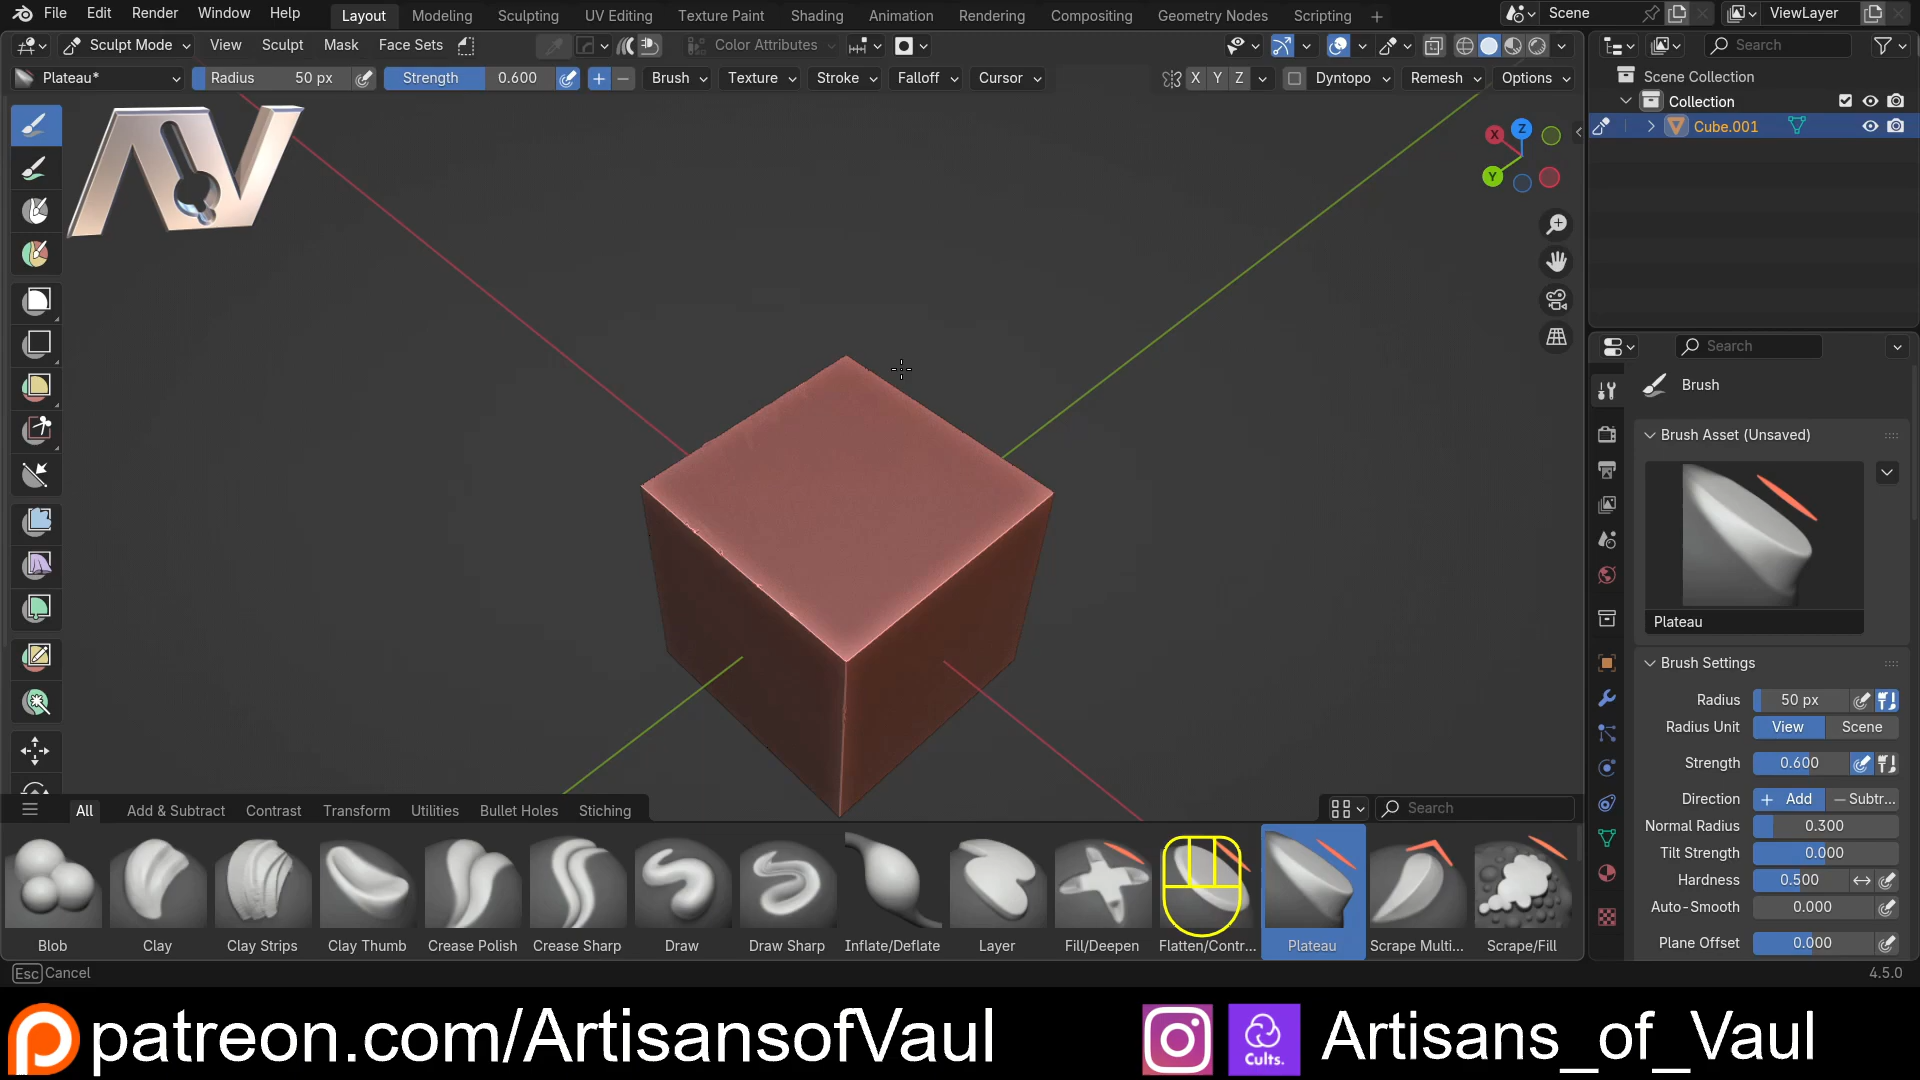 File Edit Render Window Help Layout Modeling Sculpting UV Editing Texture Paint Shading Animation Rendering Compositing Geometry Nodes Scripting + Scene ViewLayer
Sculpt Mode View Sculpt Mask Face Sets Color Attributes Search
Plateau* Radius 50 px Strength 0.600 Brush Texture Stroke Falloff Cursor X Y Z Dyntopo Remesh Options
Scene Collection
Collection
Cube.001
X Z
Y
AV
Search
Brush
Brush Asset (Unsaved)
Plateau
Brush Settings
Radius 50 px
Radius Unit View Scene
Strength 0.600
Direction + Add Subtr...
Normal Radius 0.300
Tilt Strength 0.000
Hardness 0.500
Auto-Smooth 0.000
Plane Offset 0.000
All Add & Subtract Contrast Transform Utilities Bullet Holes Stiching Search
Blob Clay Clay Strips Clay Thumb Crease Polish Crease Sharp Draw Draw Sharp Inflate/Deflate Layer Fill/Deepen Flatten/Contr... Plateau Scrape Multi... Scrape/Fill
Esc Cancel 4.5.0
patreon.com/ArtisansofVaul Cults. Artisans_of_Vaul